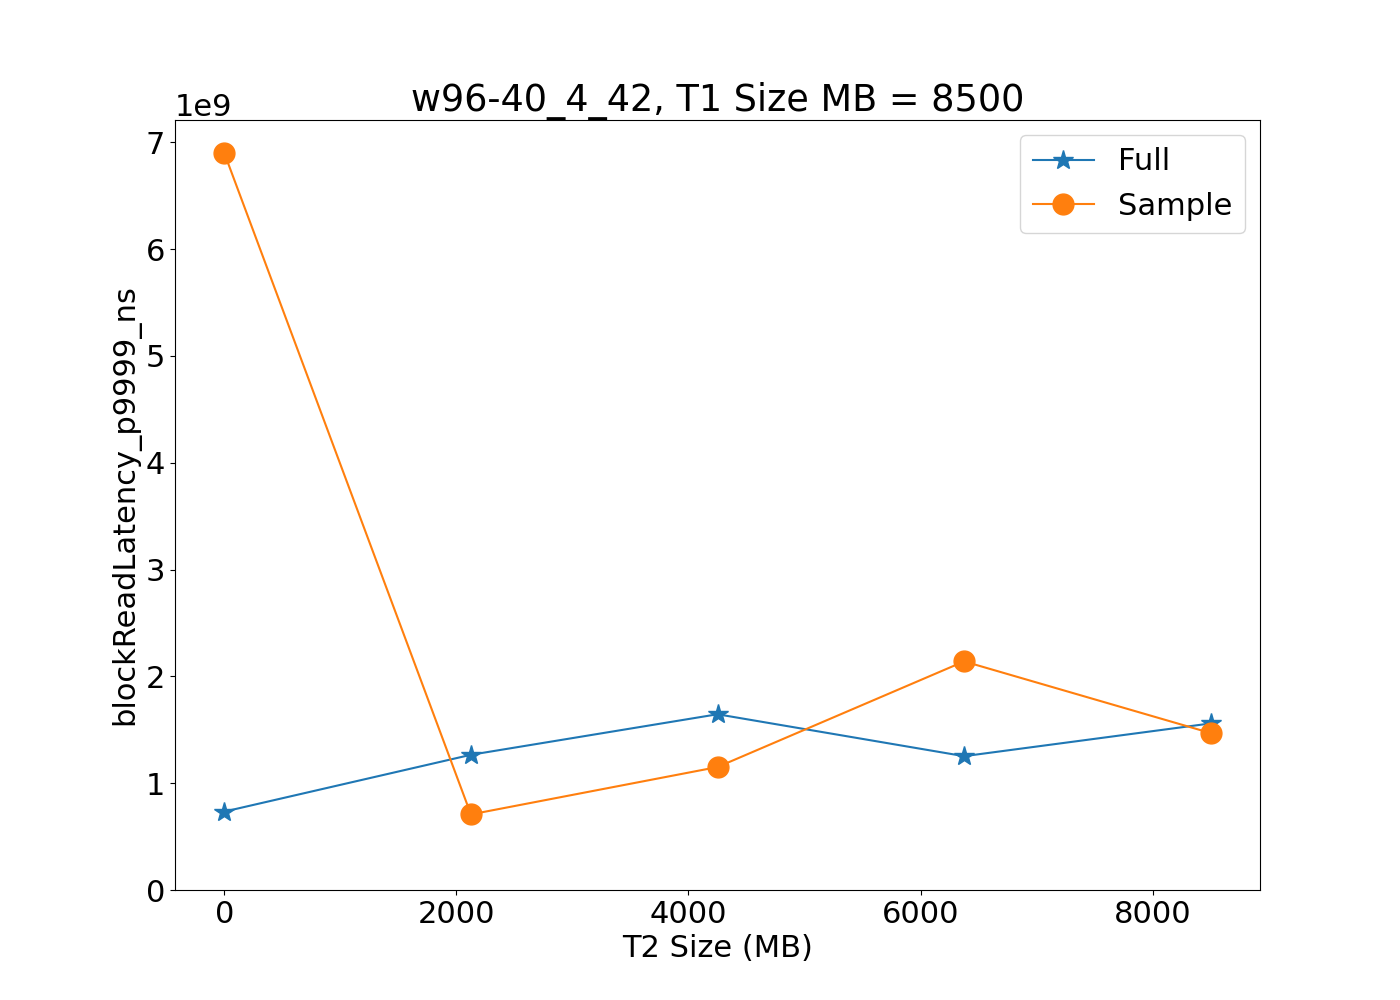 w96-40_4_42, T1 Size MB = 8500
1e9
7
6
5
4
3
2
1
0
blockReadLatency_p9999_ns
Full
Sample
0 2000 4000 6000 8000
T2 Size (MB)